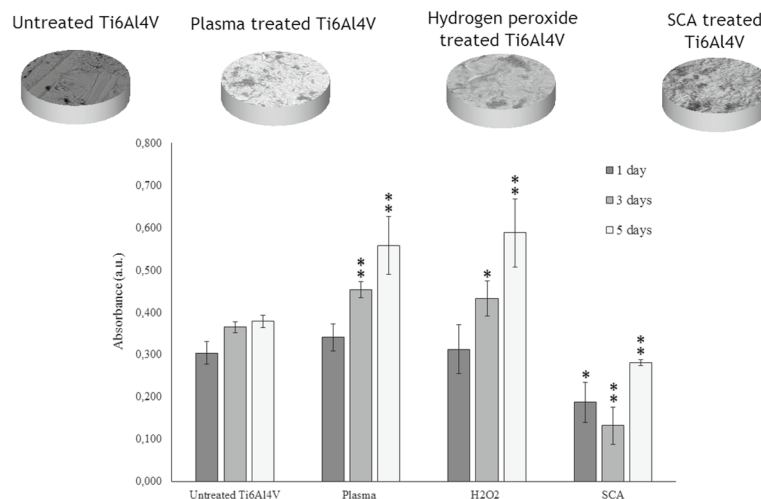 Untreated Ti6Al4V
Plasma treated Ti6Al4V
Hydrogen peroxide
treated Ti6Al4V
SCA treated
Ti6Al4V
0,800
0,700
0,600
0,500
0,400
0,300
0,200
0,100
0,000
Absorbance (a.u.)
1 day
3 days
5 days
**
**
*
**
*
**
**
Untreated Ti6Al4V
Plasma
H2O2
SCA